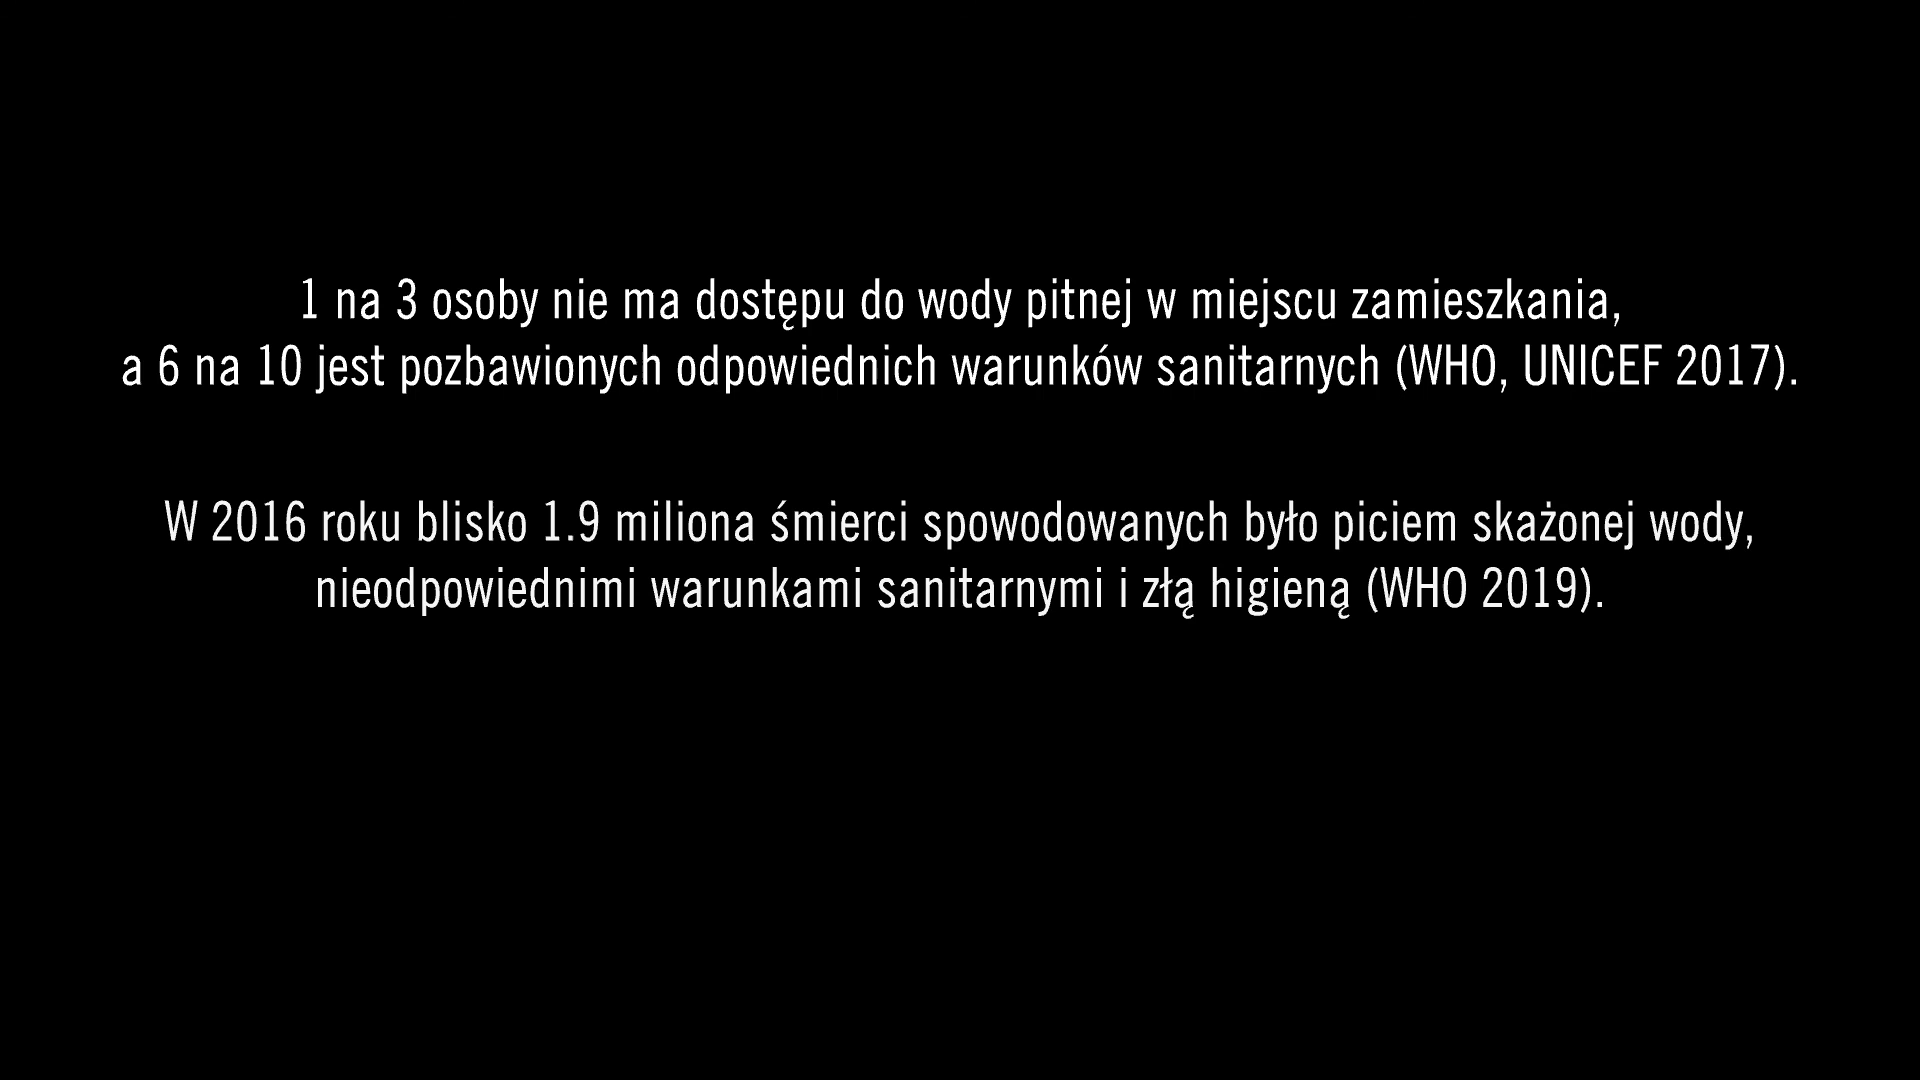 1 na 3 osoby nie ma dostępu do wody pitnej w miejscu zamieszkania,
a 6 na 10 jest pozbawionych odpowiednich warunków sanitarnych (WHO, UNICEF 2017).
W 2016 roku blisko 1.9 miliona śmierci spowodowanych było piciem skażonej wody,
nieodpowiednimi warunkami sanitarnymi i złą higieną (WHO 2019).